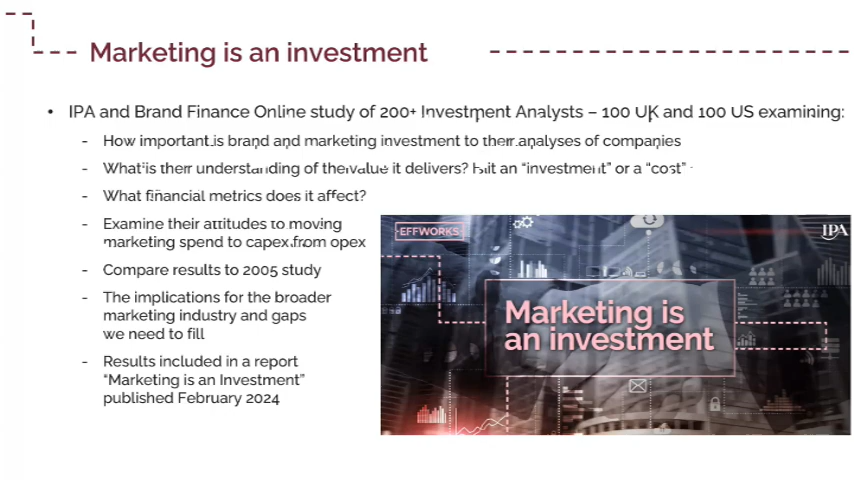 Marketing is an investment
• IPA and Brand Finance Online study of 200+ Investment Analysts – 100 UK and 100 US examining:
- How important is brand and marketing investment to their analyses of companies
- What is their understanding of the value it delivers? Is it an “investment” or a “cost”
- What financial metrics does it affect?
- Examine their attitudes to moving
marketing spend to capex from opex
- Compare results to 2005 study
- The implications for the broader
marketing industry and gaps
we need to fill
- Results included in a report
“Marketing is an Investment”
published February 2024
EFFWORKS
IPA
Marketing is
an investment